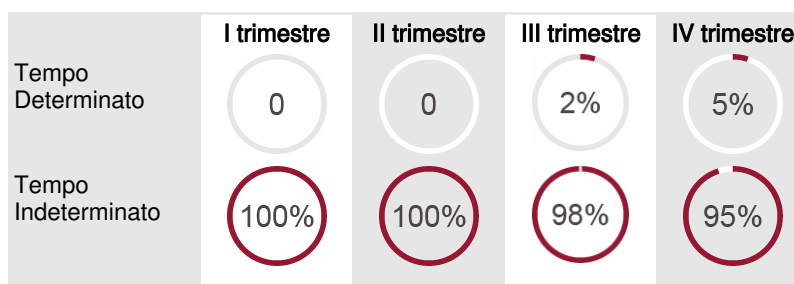 I trimestre II trimestre III trimestre IV trimestre
Tempo
Determinato
0 0 2% 5%
Tempo
Indeterminato
100% 100% 98% 95%